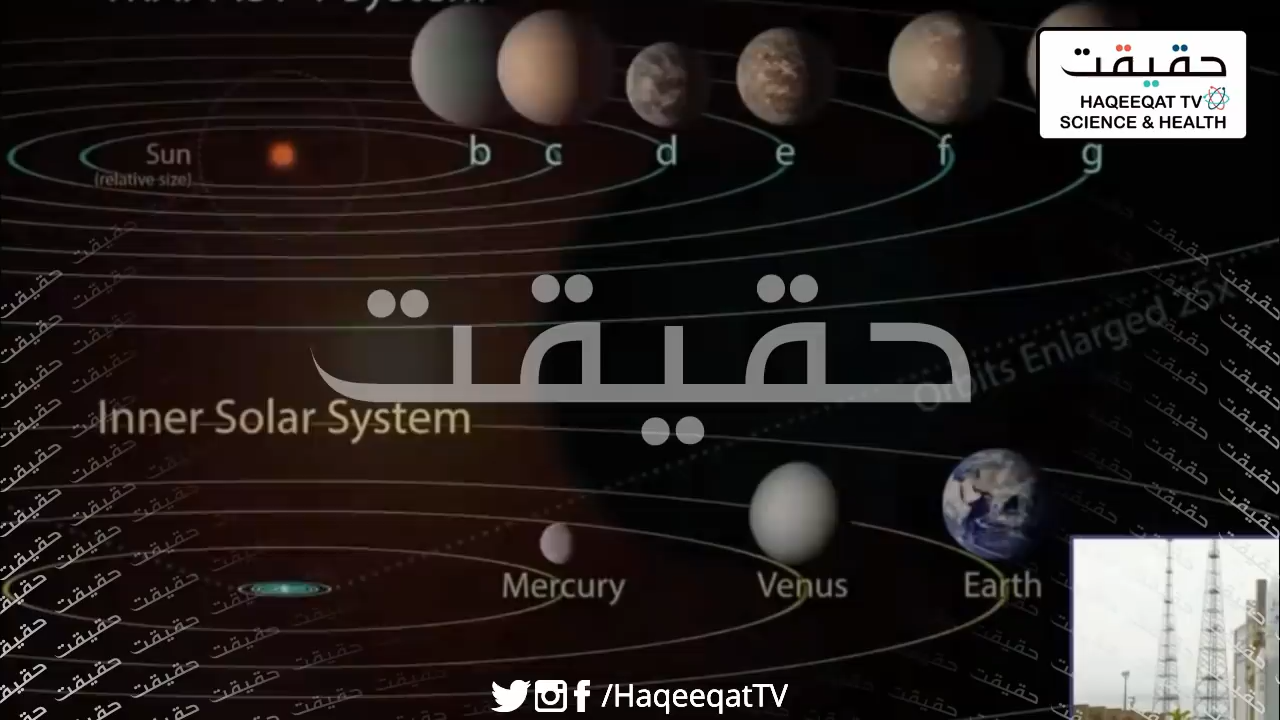 حقيقت
HAQEEQAT TV
SCIENCE & HEALTH
b c d e f g
Sun
(relative size)
حقيقت
Orbits Enlarged 25x
Inner Solar System
Mercury Venus Earth
/HaqeeqatTV